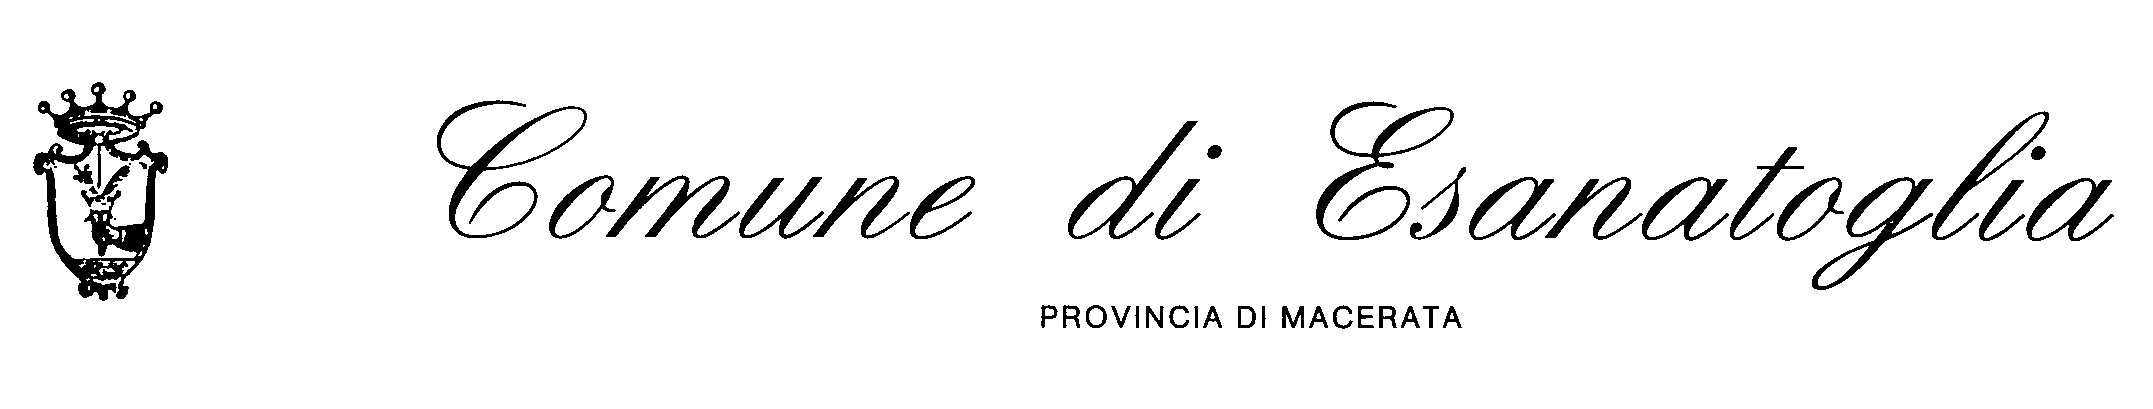 Comune di Esanatoglia
PROVINCIA DI MACERATA